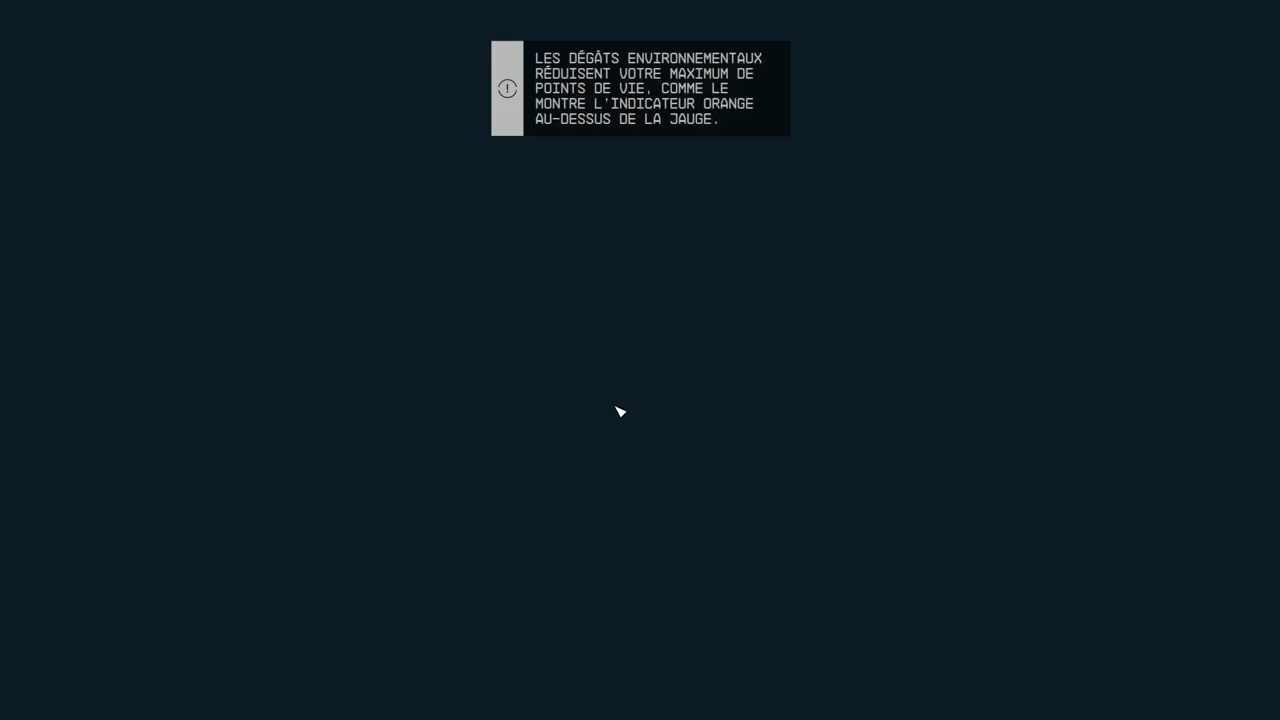 LES DÉGÂTS ENVIRONNEMENTAUX
RÉDUISENT VOTRE MAXIMUM DE
POINTS DE VIE, COMME LE
MONTRE L'INDICATEUR ORANGE
AU-DESSUS DE LA JAUGE.